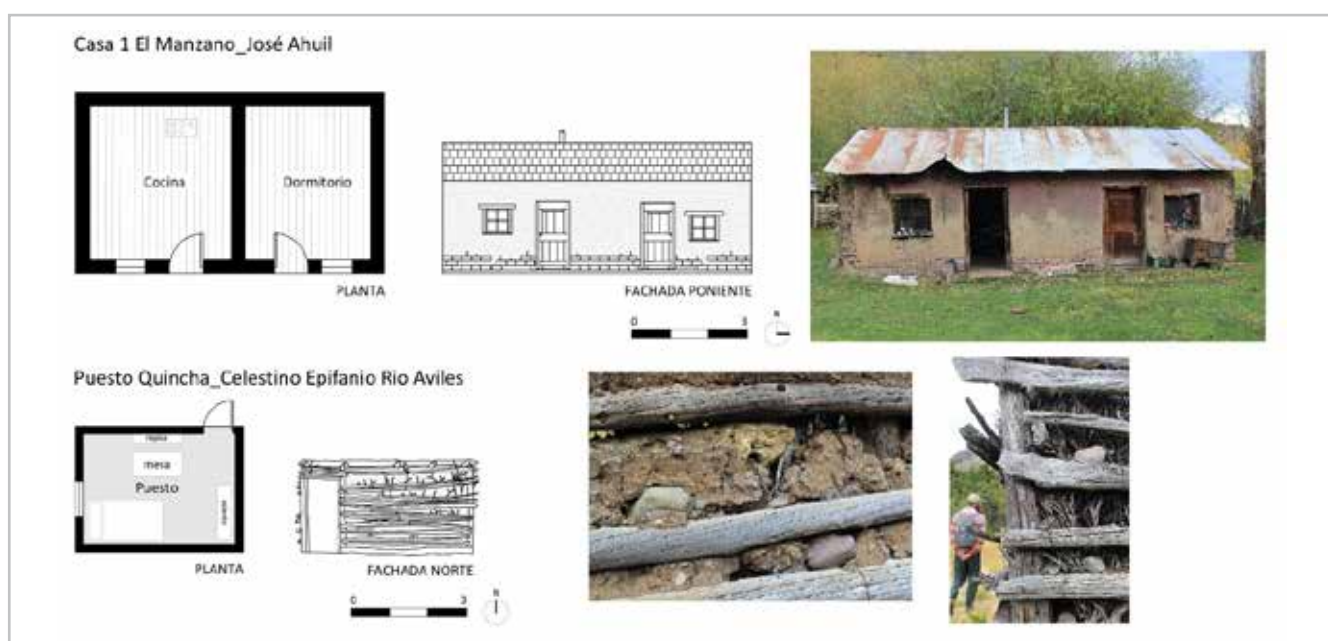 Casa 1 El Manzano_José Ahuil
Cocina
Dormitorio
PLANTA
FACHADA PONIENTE
0 3
N
Puesto Quincha_Celestino Epifanio Rio Aviles
mesa
Puesto
PLANTA
FACHADA NORTE
0 3
N